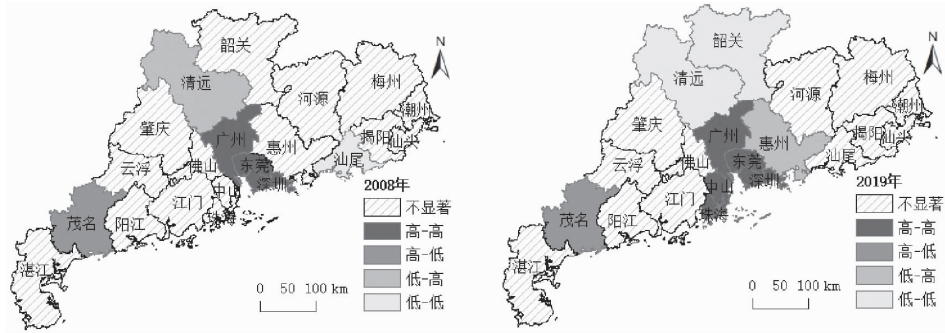 N
韶关
清远
河源
梅州
潮州
肇庆
广州
惠州
揭阳
汕头
云浮
佛山
东莞
汕尾
深圳
中山
江门
珠海
茂名
阳江
湛江
2008年
不显著
高-高
高-低
低-高
低-低
0 50 100 km
N
韶关
清远
河源
梅州
潮州
肇庆
广州
惠州
揭阳
汕头
云浮
佛山
东莞
汕尾
深圳
中山
江门
珠海
茂名
阳江
湛江
2019年
不显著
高-高
高-低
低-高
低-低
0 50 100 km